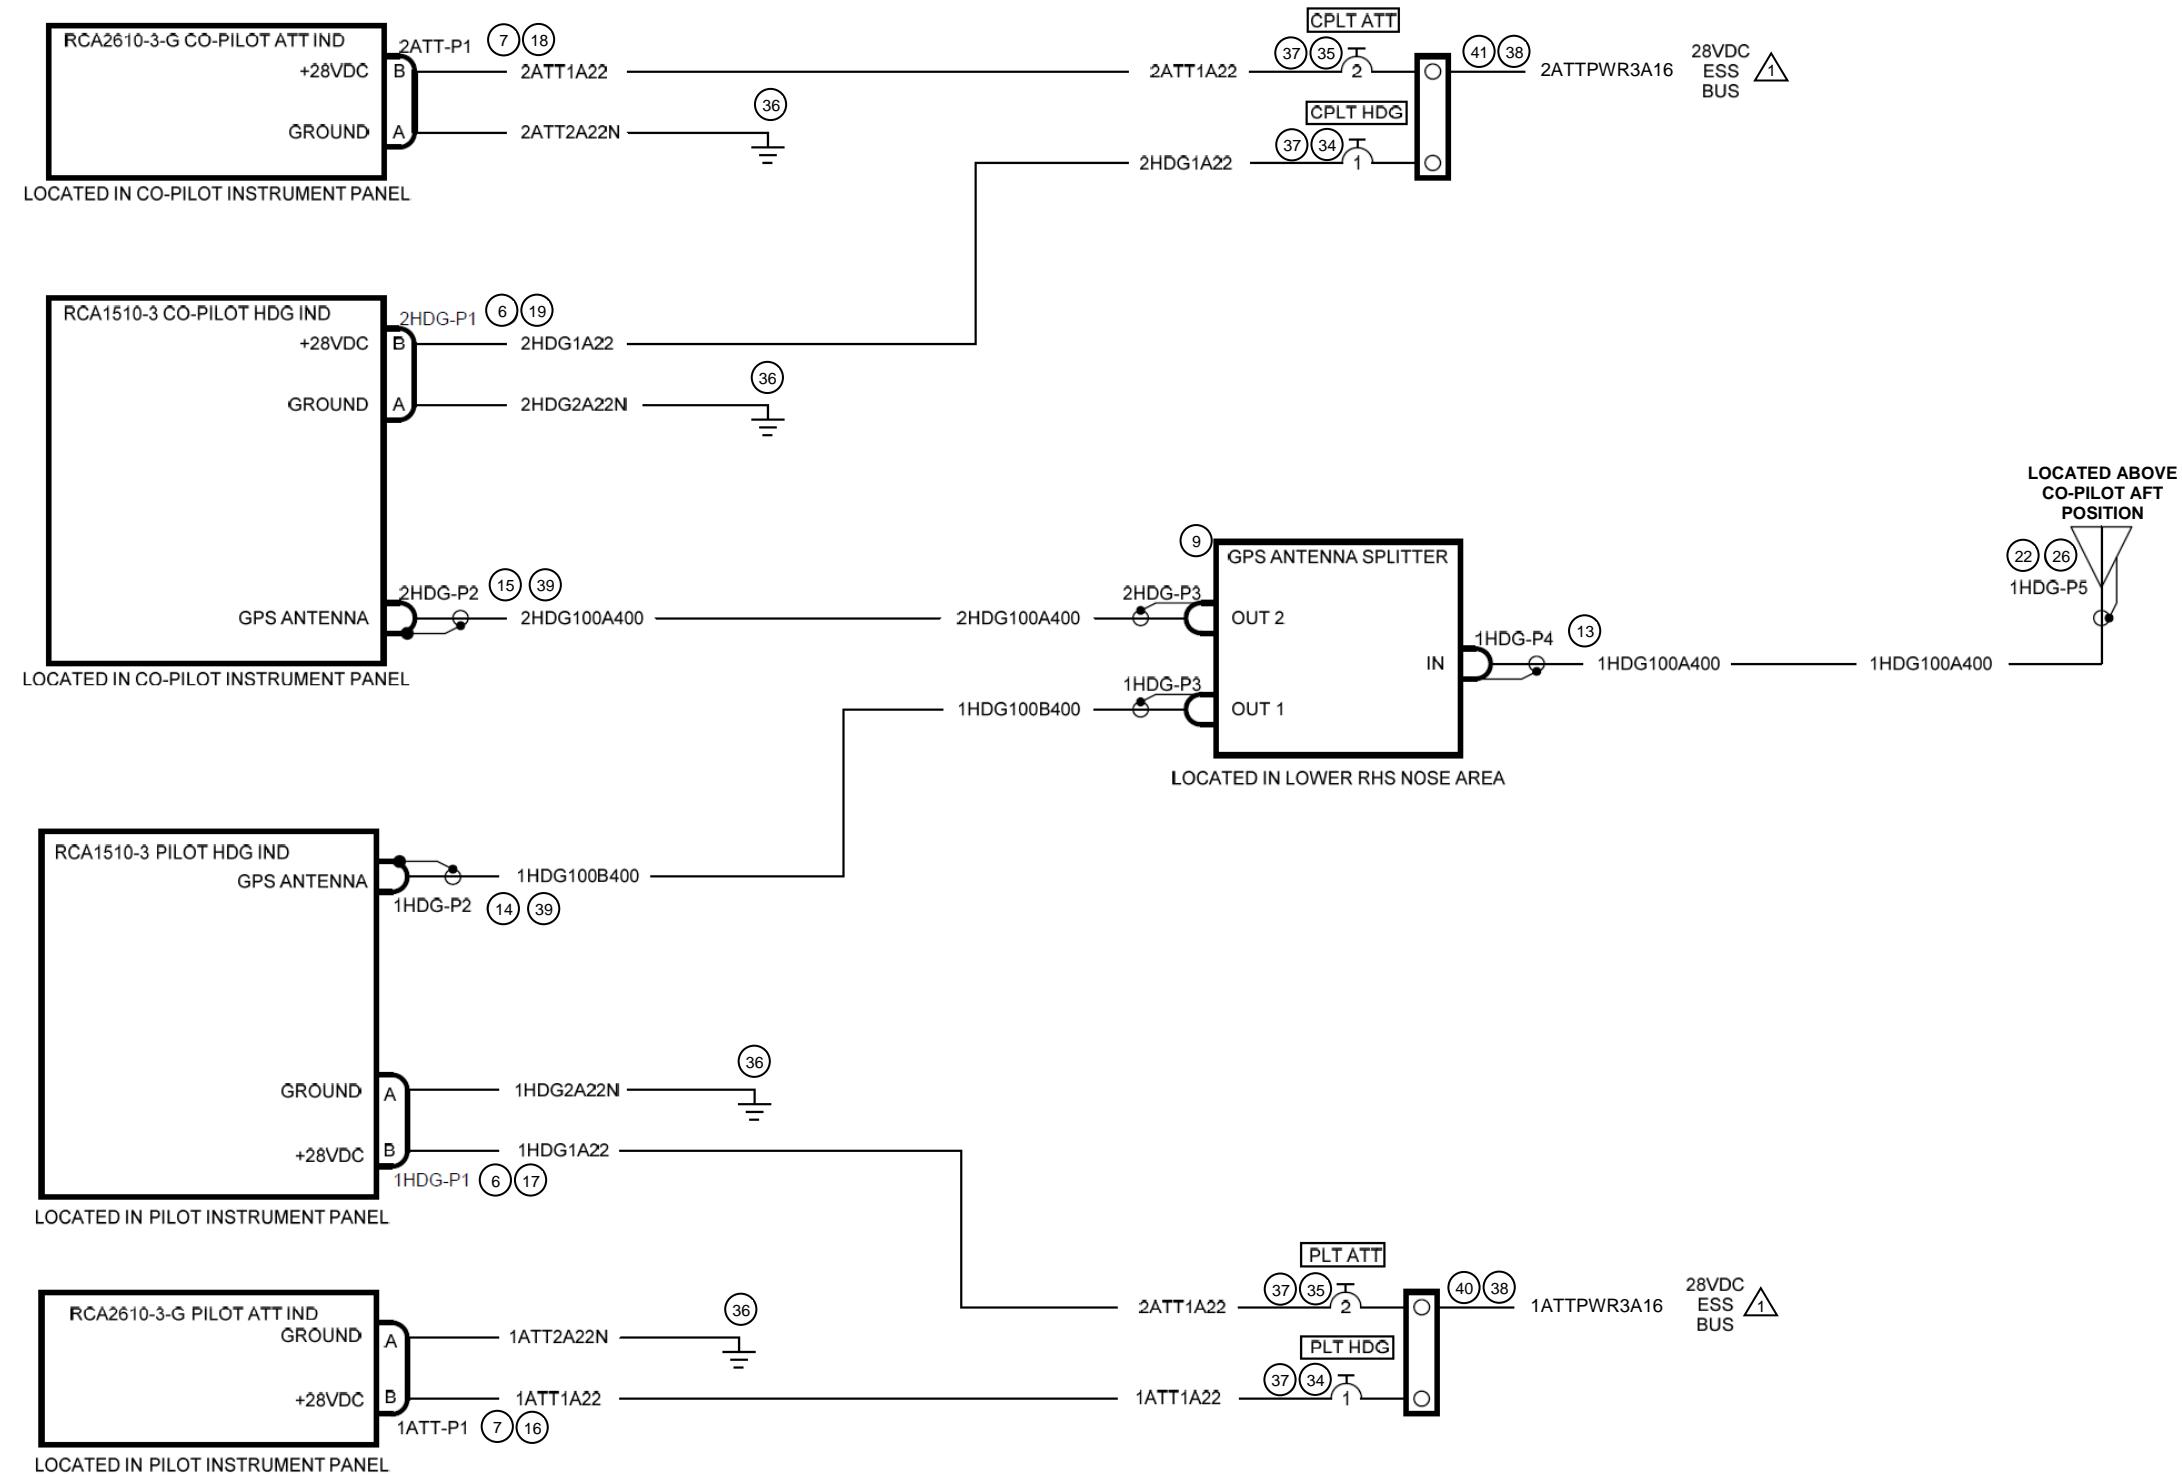 RCA2610-3-G CO-PILOT ATT IND
+28VDC
GROUND
B
A
2ATT-P1
7 18
2ATT1A22
2ATT2A22N
36
LOCATED IN CO-PILOT INSTRUMENT PANEL
CPLT ATT
2ATT1A22
37 35
2
41 38
2ATTPWR3A16
28VDC
ESS
BUS
1
CPLT HDG
2HDG1A22
37 34
1
RCA1510-3 CO-PILOT HDG IND
+28VDC
GROUND
B
A
2HDG-P1
6 19
2HDG1A22
2HDG2A22N
36
GPS ANTENNA
2HDG-P2
15 39
2HDG100A400
LOCATED IN CO-PILOT INSTRUMENT PANEL
9
GPS ANTENNA SPLITTER
2HDG-P3
2HDG100A400
OUT 2
1HDG-P3
1HDG100B400
OUT 1
IN
1HDG-P4
13
1HDG100A400
1HDG100A400
LOCATED IN LOWER RHS NOSE AREA
LOCATED ABOVE
CO-PILOT AFT
POSITION
22 26
1HDG-P5
RCA1510-3 PILOT HDG IND
GPS ANTENNA
1HDG100B400
1HDG-P2
14 39
GROUND
+28VDC
A
B
1HDG2A22N
36
1HDG1A22
1HDG-P1
6 17
LOCATED IN PILOT INSTRUMENT PANEL
RCA2610-3-G PILOT ATT IND
GROUND
+28VDC
A
B
1ATT2A22N
36
1ATT1A22
1ATT-P1
7 16
LOCATED IN PILOT INSTRUMENT PANEL
PLT ATT
2ATT1A22
37 35
2
40 38
1ATTPWR3A16
28VDC
ESS
BUS
1
PLT HDG
1ATT1A22
37 34
1